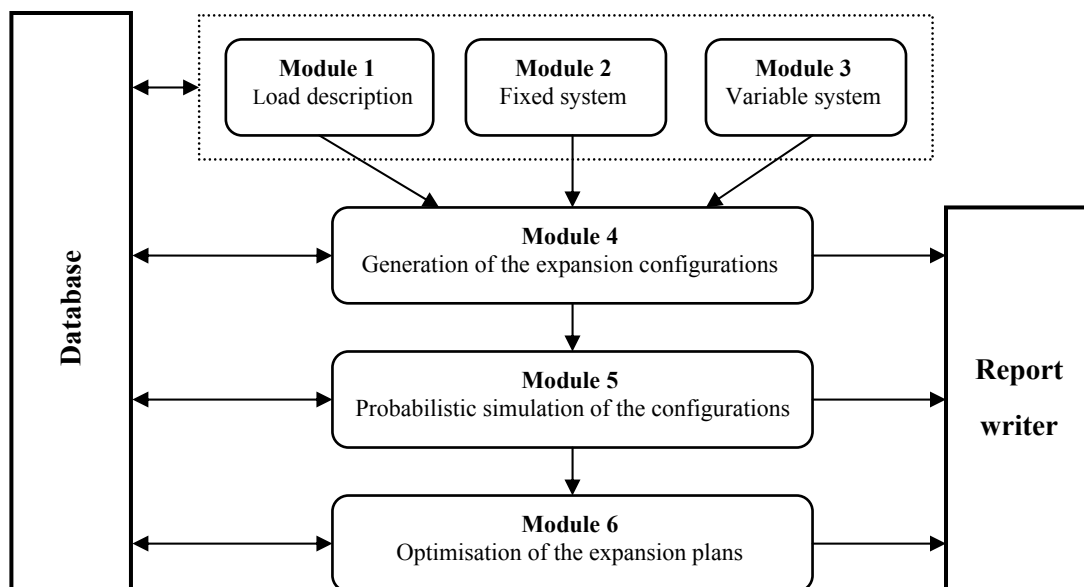 Module 1
Load description
Module 2
Fixed system
Module 3
Variable system
Database
Module 4
Generation of the expansion configurations
Module 5
Probabilistic simulation of the configurations
Report
writer
Module 6
Optimisation of the expansion plans